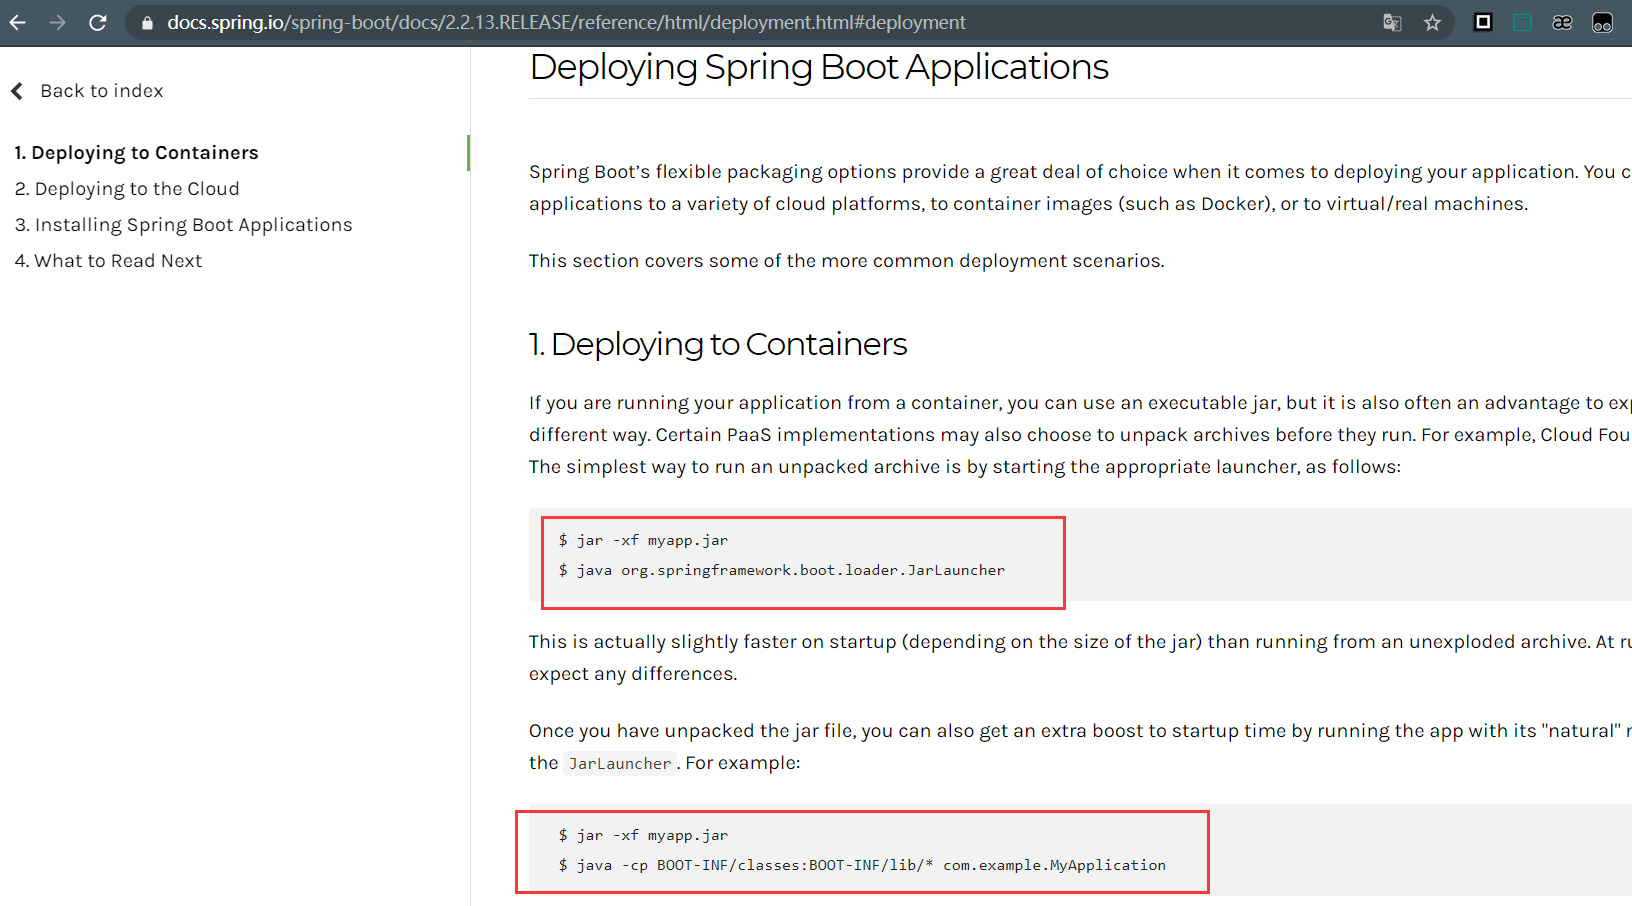 docs.spring.io/spring-boot/docs/2.2.13.RELEASE/reference/html/deployment.html#deployment
Back to index
1. Deploying to Containers
2. Deploying to the Cloud
3. Installing Spring Boot Applications
4. What to Read Next
Deploying Spring Boot Applications
Spring Boot’s flexible packaging options provide a great deal of choice when it comes to deploying your application. You c
applications to a variety of cloud platforms, to container images (such as Docker), or to virtual/real machines.
This section covers some of the more common deployment scenarios.
1. Deploying to Containers
If you are running your application from a container, you can use an executable jar, but it is also often an advantage to exp
different way. Certain PaaS implementations may also choose to unpack archives before they run. For example, Cloud Fou
The simplest way to run an unpacked archive is by starting the appropriate launcher, as follows:
$ jar -xf myapp.jar
$ java org.springframework.boot.loader.JarLauncher
This is actually slightly faster on startup (depending on the size of the jar) than running from an unexploded archive. At ru
expect any differences.
Once you have unpacked the jar file, you can also get an extra boost to startup time by running the app with its "natural" r
the JarLauncher. For example:
$ jar -xf myapp.jar
$ java -cp BOOT-INF/classes:BOOT-INF/lib/* com.example.MyApplication